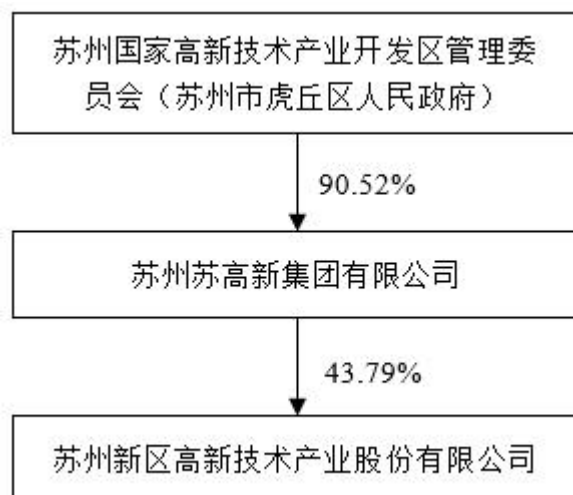 苏州国家高新技术产业开发区管理委
员会（苏州市虎丘区人民政府）
90.52%
苏州苏高新集团有限公司
43.79%
苏州新区高新技术产业股份有限公司